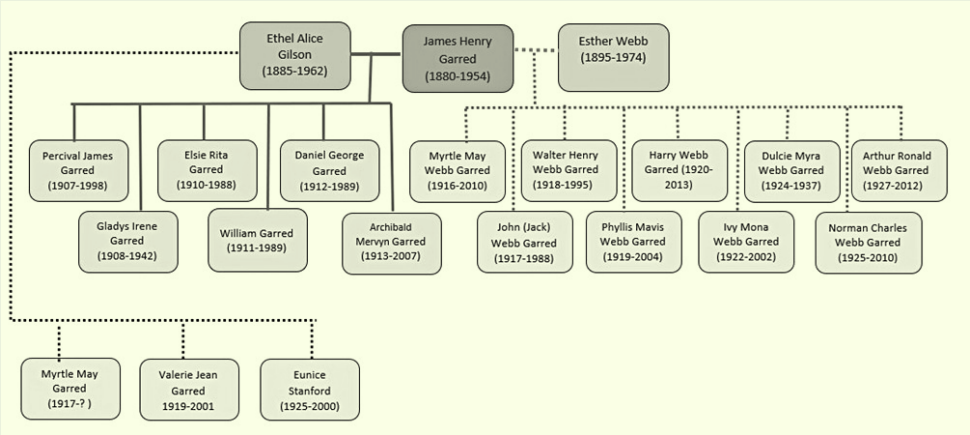 Ethel Alice
Gilson
(1885-1962)
James Henry
Garred
(1880-1954)
Esther Webb
(1895-1974)
Percival James
Garred
(1907-1998)
Elsie Rita
Garred
(1910-1988)
Daniel George
Garred
(1912-1989)
Myrtle May
Webb Garred
(1916-2010)
Walter Henry
Webb Garred
(1918-1995)
Harry Webb
Garred (1920-
2013)
Dulcie Myra
Webb Garred
(1924-1937)
Arthur Ronald
Webb Garred
(1927-2012)
Gladys Irene
Garred
(1908-1942)
William Garred
(1911-1989)
Archibald
Mervyn Garred
(1913-2007)
John (Jack)
Webb Garred
(1917-1988)
Phyllis Mavis
Webb Garred
(1919-2004)
Ivy Mona
Webb Garred
(1922-2002)
Norman Charles
Webb Garred
(1925-2010)
Myrtle May
Garred
(1917-? )
Valerie Jean
Garred
1919-2001
Eunice
Stanford
(1925-2000)